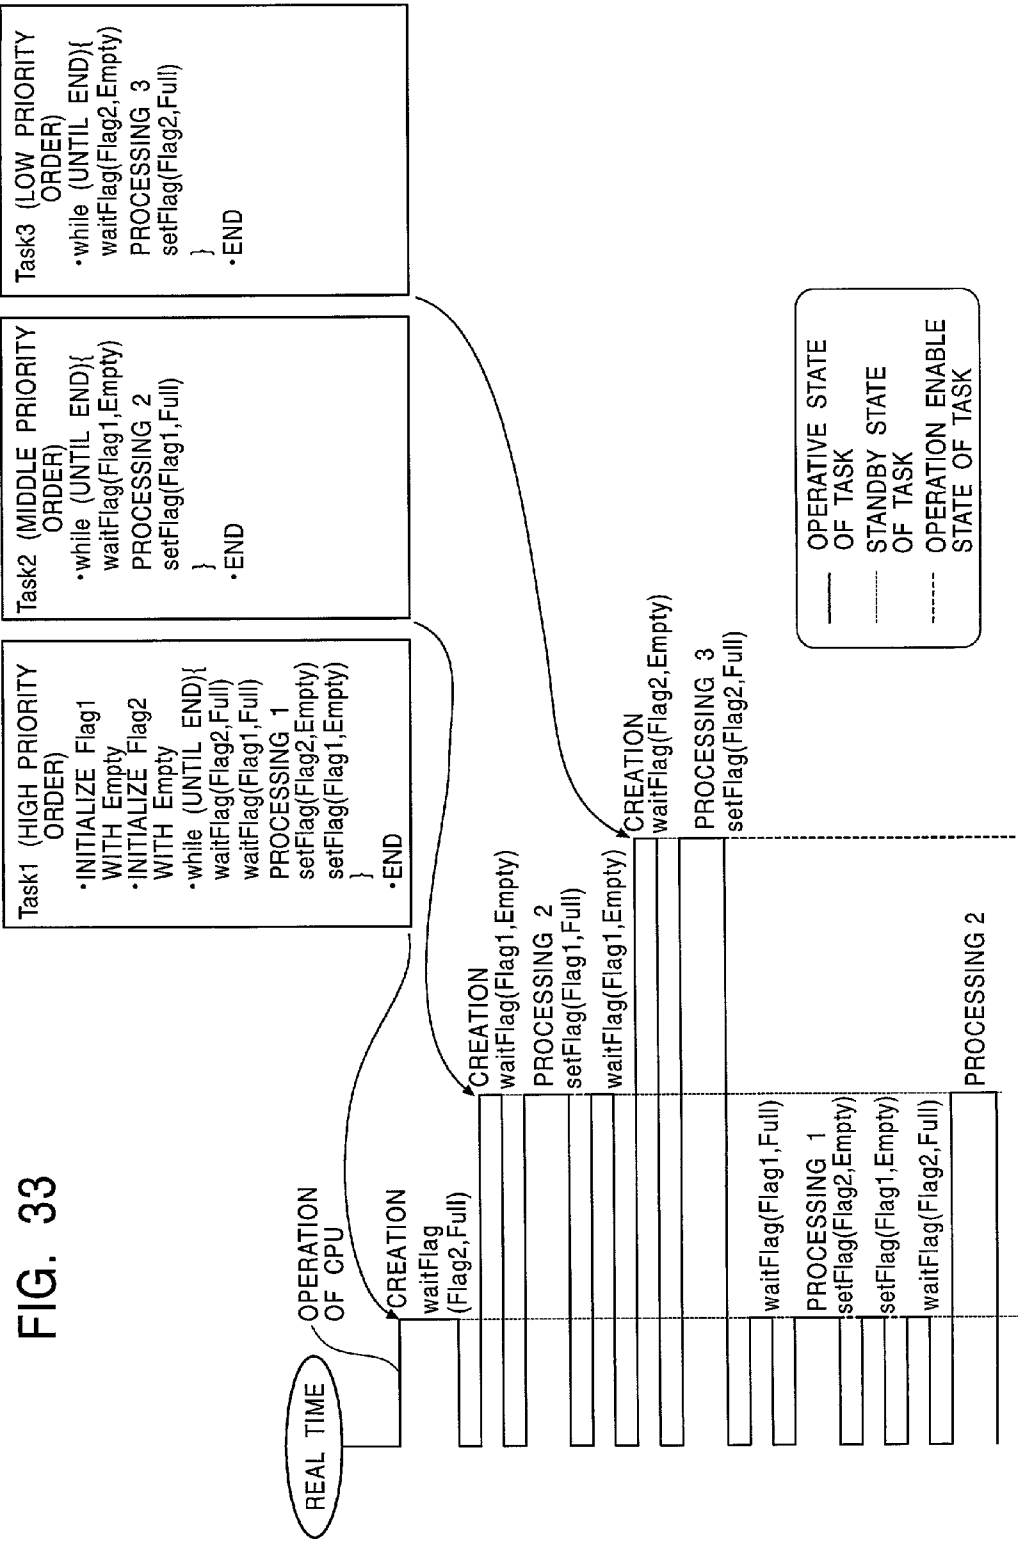 FIG. 33
Task1 (HIGH PRIORITY
ORDER)
•INITIALIZE Flag1
WITH Empty
•INITIALIZE Flag2
WITH Empty
•while (UNTIL END){
waitFlag(Flag2,Full)
waitFlag(Flag1,Full)
PROCESSING 1
setFlag(Flag2,Empty)
setFlag(Flag1,Empty)
}
•END
Task2 (MIDDLE PRIORITY
ORDER)
•while (UNTIL END){
waitFlag(Flag1,Empty)
PROCESSING 2
setFlag(Flag1,Full)
}
•END
Task3 (LOW PRIORITY
ORDER)
•while (UNTIL END){
waitFlag(Flag2,Empty)
PROCESSING 3
setFlag(Flag2,Full)
}
•END
REAL TIME
OPERATION
OF CPU
CREATION
waitFlag
(Flag2,Full)
CREATION
waitFlag(Flag1,Empty)
PROCESSING 2
setFlag(Flag1,Full)
waitFlag(Flag1,Empty)
CREATION
waitFlag(Flag2,Empty)
PROCESSING 3
setFlag(Flag2,Full)
waitFlag(Flag1,Full)
PROCESSING 1
setFlag(Flag2,Empty)
setFlag(Flag1,Empty)
waitFlag(Flag2,Full)
PROCESSING 2
OPERATIVE STATE
OF TASK
STANDBY STATE
OF TASK
OPERATION ENABLE
STATE OF TASK